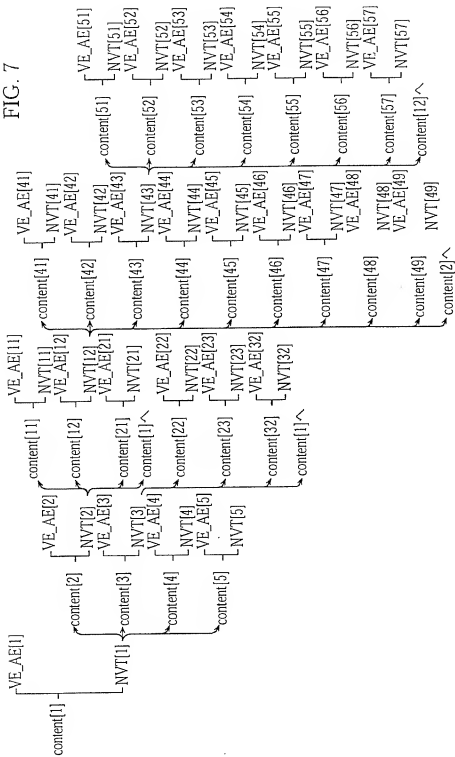 FIG. 7
content[1]
VE_AE[1]
NVT[1]
content[2]
content[3]
content[4]
content[5]
VE_AE[2]
NVT[2]
VE_AE[3]
NVT[3]
VE_AE[4]
NVT[4]
VE_AE[5]
NVT[5]
content[11]
content[12]
content[21]
content[1]^
content[22]
content[23]
content[32]
content[1]^
VE_AE[11]
NVT[11]
VE_AE[12]
NVT[12]
VE_AE[21]
NVT[21]
VE_AE[22]
NVT[22]
VE_AE[23]
NVT[23]
VE_AE[32]
NVT[32]
content[41]
content[42]
content[43]
content[44]
content[45]
content[46]
content[47]
content[48]
content[49]
content[2]^
VE_AE[41]
NVT[41]
VE_AE[42]
NVT[42]
VE_AE[43]
NVT[43]
VE_AE[44]
NVT[44]
VE_AE[45]
NVT[45]
VE_AE[46]
NVT[46]
VE_AE[47]
NVT[47]
VE_AE[48]
NVT[48]
VE_AE[49]
NVT[49]
content[51]
content[52]
content[53]
content[54]
content[55]
content[56]
content[57]
content[12]^
VE_AE[51]
NVT[51]
VE_AE[52]
NVT[52]
VE_AE[53]
NVT[53]
VE_AE[54]
NVT[54]
VE_AE[55]
NVT[55]
VE_AE[56]
NVT[56]
VE_AE[57]
NVT[57]